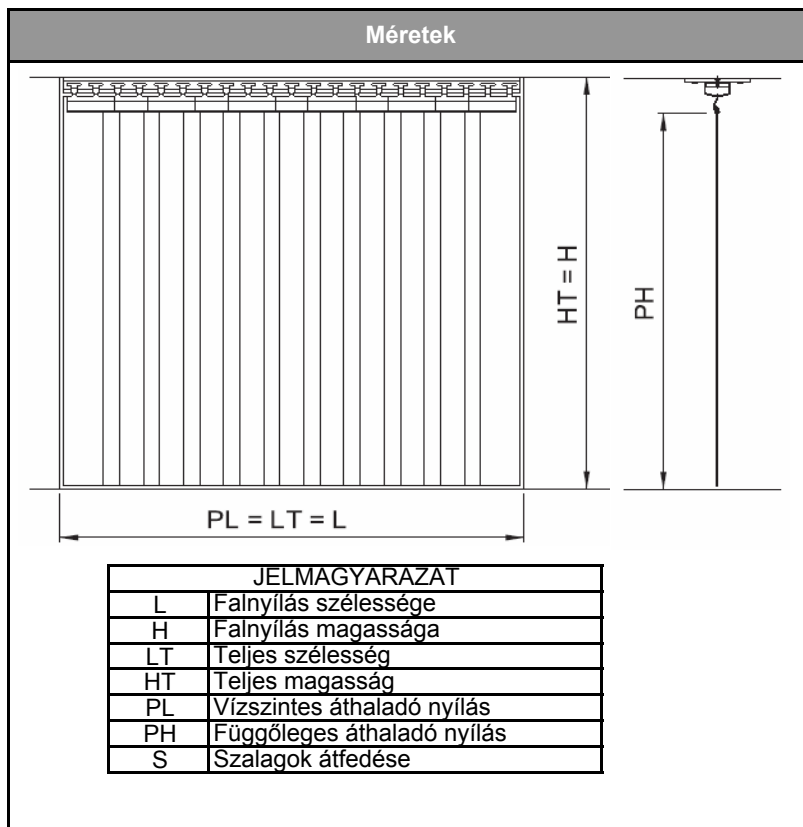 Méretek
HT = H
PH
PL = LT = L
JELMAGYARAZAT
L Falnyílás szélessége
H Falnyílás magassága
LT Teljes szélesség
HT Teljes magasság
PL Vízszintes áthaladó nyílás
PH Függőleges áthaladó nyílás
S Szalagok átfedése